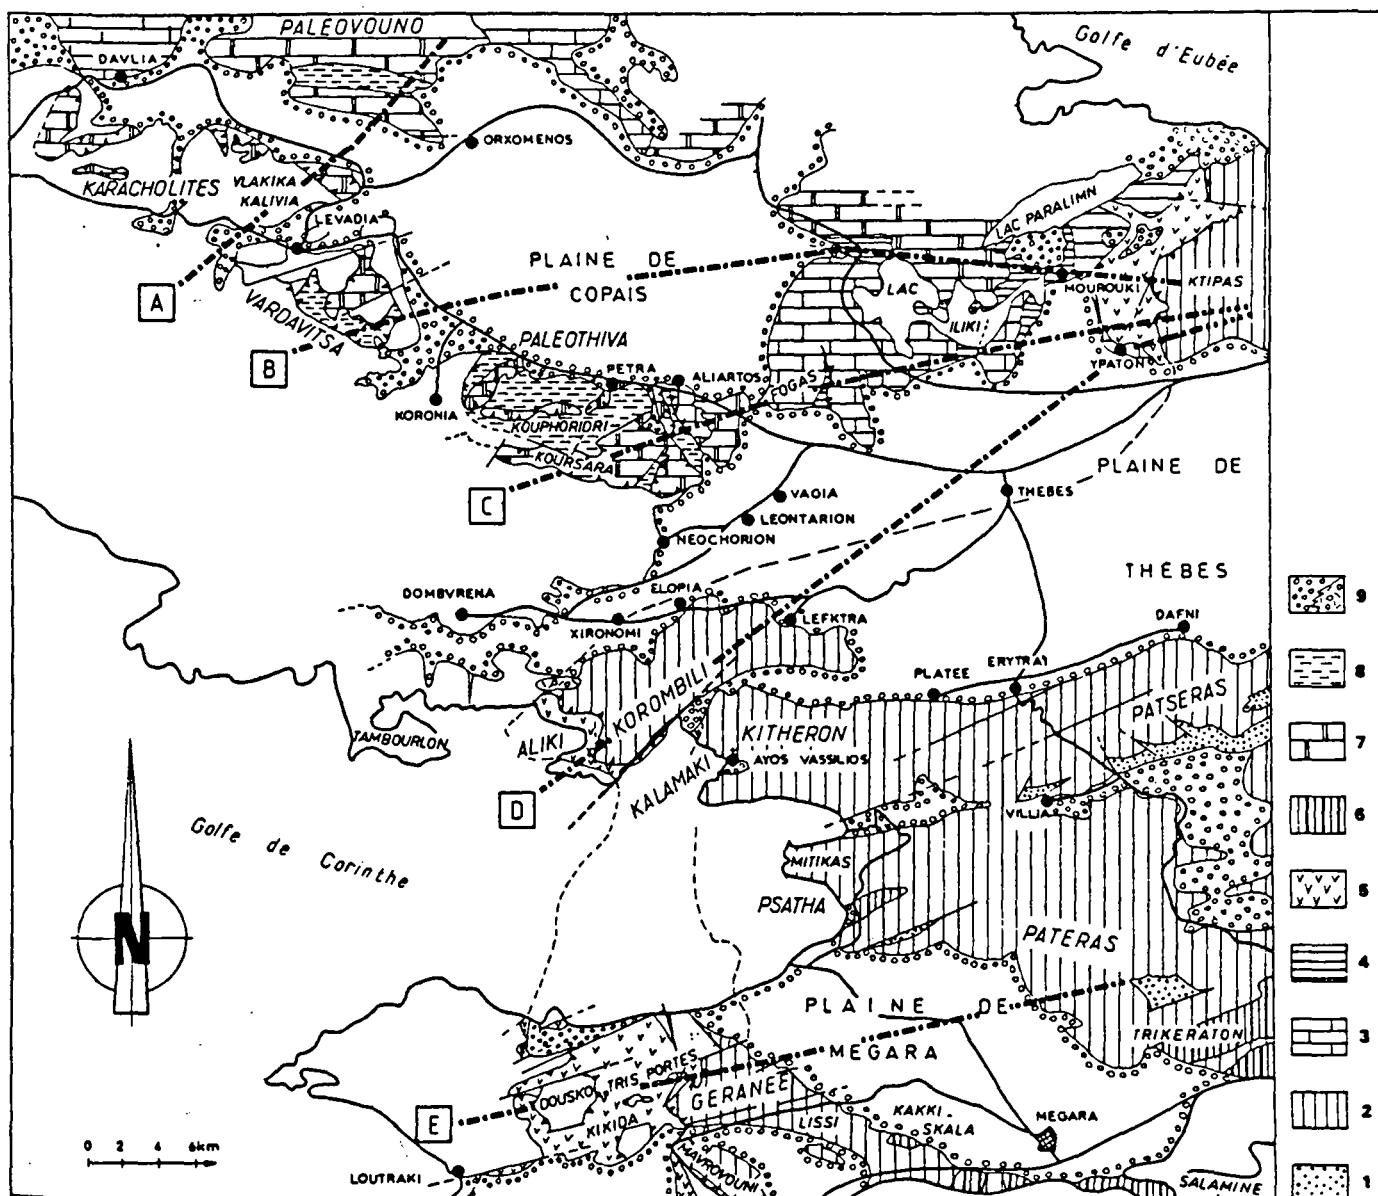 PALEOVOUNO
Golfe d'Eubée
DAVLIA
ORXOMENOS
KARACHOLITES
VLAKIKA
KALIVIA
LEVADIA
LAC PARALIMN
A
PLAINE DE
COPAIS
LAC
ILIKI
MOUROUKI
KTIPAS
VARDAVITSA
B
PALEOTHIVA
PETRA
ALIARTOS
FOGAS
YPATON
KORONIA
KOUPHORIORI
KOURSARA
C
PLAINE DE
VAGIA
THEBES
LEONTARION
NEOCHORION
THÉBES
DOMBVRENA
ELOPIA
XIRONOMI
LEFKTRA
DAFNI
PLATEE
ERYTRAI
PATSERAS
KOROMBILI
KITHERON
TAMBOURLON
ALIKI
AYOS VASSILIOS
KALAMAKI
D
VILLIA
Golfe de Corinthe
MITIKAS
PSATHA
N
PATERAS
PLAINE DE
MEGARA
TRIKERATON
TRIS PORTES
DOUSKO
GERANEE
E
KIKIDA
LISSI
KAKKI
SKALA
MEGARA
0 2 6km
LOUTRAKI
MAVROVOUNI
SALAMINE
9
8
7
6
5
4
3
2
1